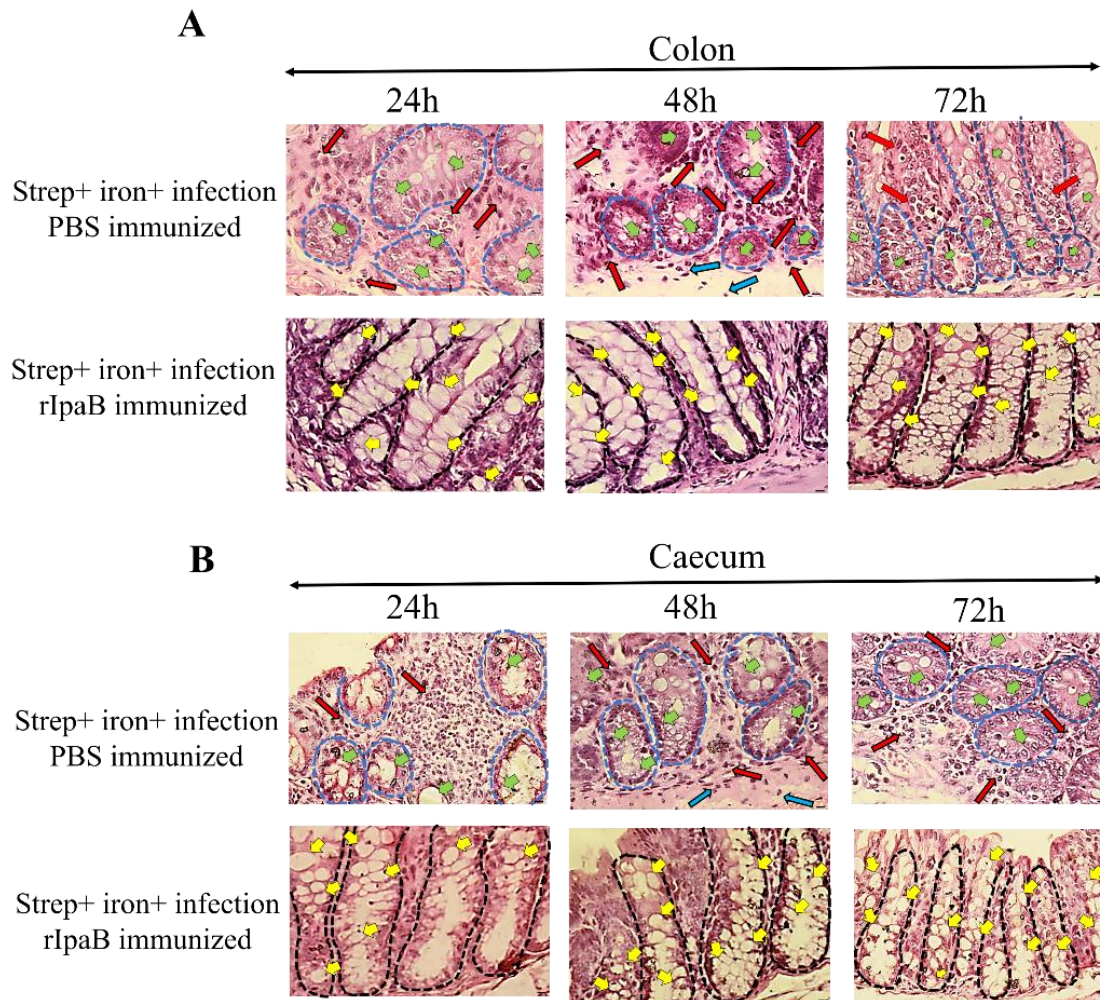 A
Colon
24h 48h 72h
Strep+ iron+ infection
PBS immunized
Strep+ iron+ infection
rIpaB immunized
B
Caecum
24h 48h 72h
Strep+ iron+ infection
PBS immunized
Strep+ iron+ infection
rIpaB immunized